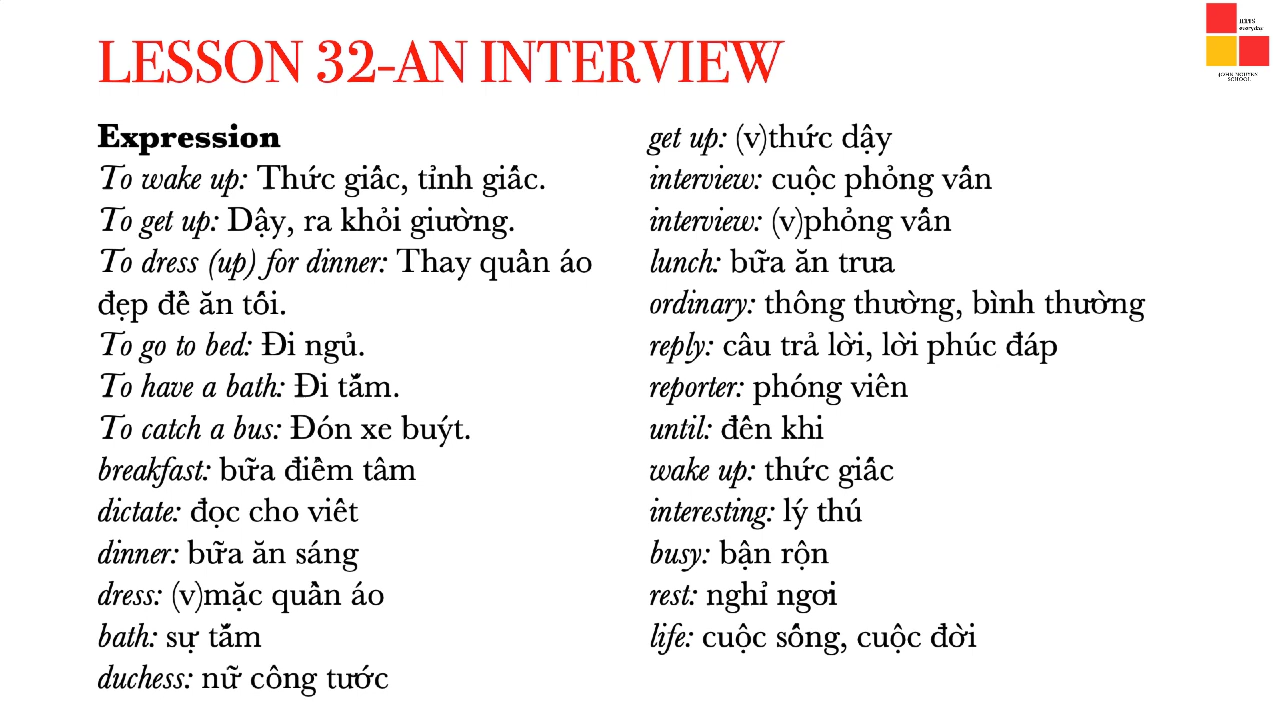 LESSON 32-AN INTERVIEW
Expression
To wake up: Thức giấc, tỉnh giấc.
To get up: Dậy, ra khỏi giường.
To dress (up) for dinner: Thay quần áo
đẹp để ăn tối.
To go to bed: Đi ngủ.
To have a bath: Đi tắm.
To catch a bus: Đón xe buýt.
breakfast: bữa điểm tâm
dictate: đọc cho viết
dinner: bữa ăn sáng
dress: (v)mặc quần áo
bath: sự tắm
duchess: nữ công tước
get up: (v)thức dậy
interview: cuộc phỏng vấn
interview: (v)phỏng vấn
lunch: bữa ăn trưa
ordinary: thông thường, bình thường
reply: câu trả lời, lời phúc đáp
reporter: phóng viên
until: đến khi
wake up: thức giấc
interesting: lý thú
busy: bận rộn
rest: nghỉ ngơi
life: cuộc sống, cuộc đời
everyday
SCHOOL